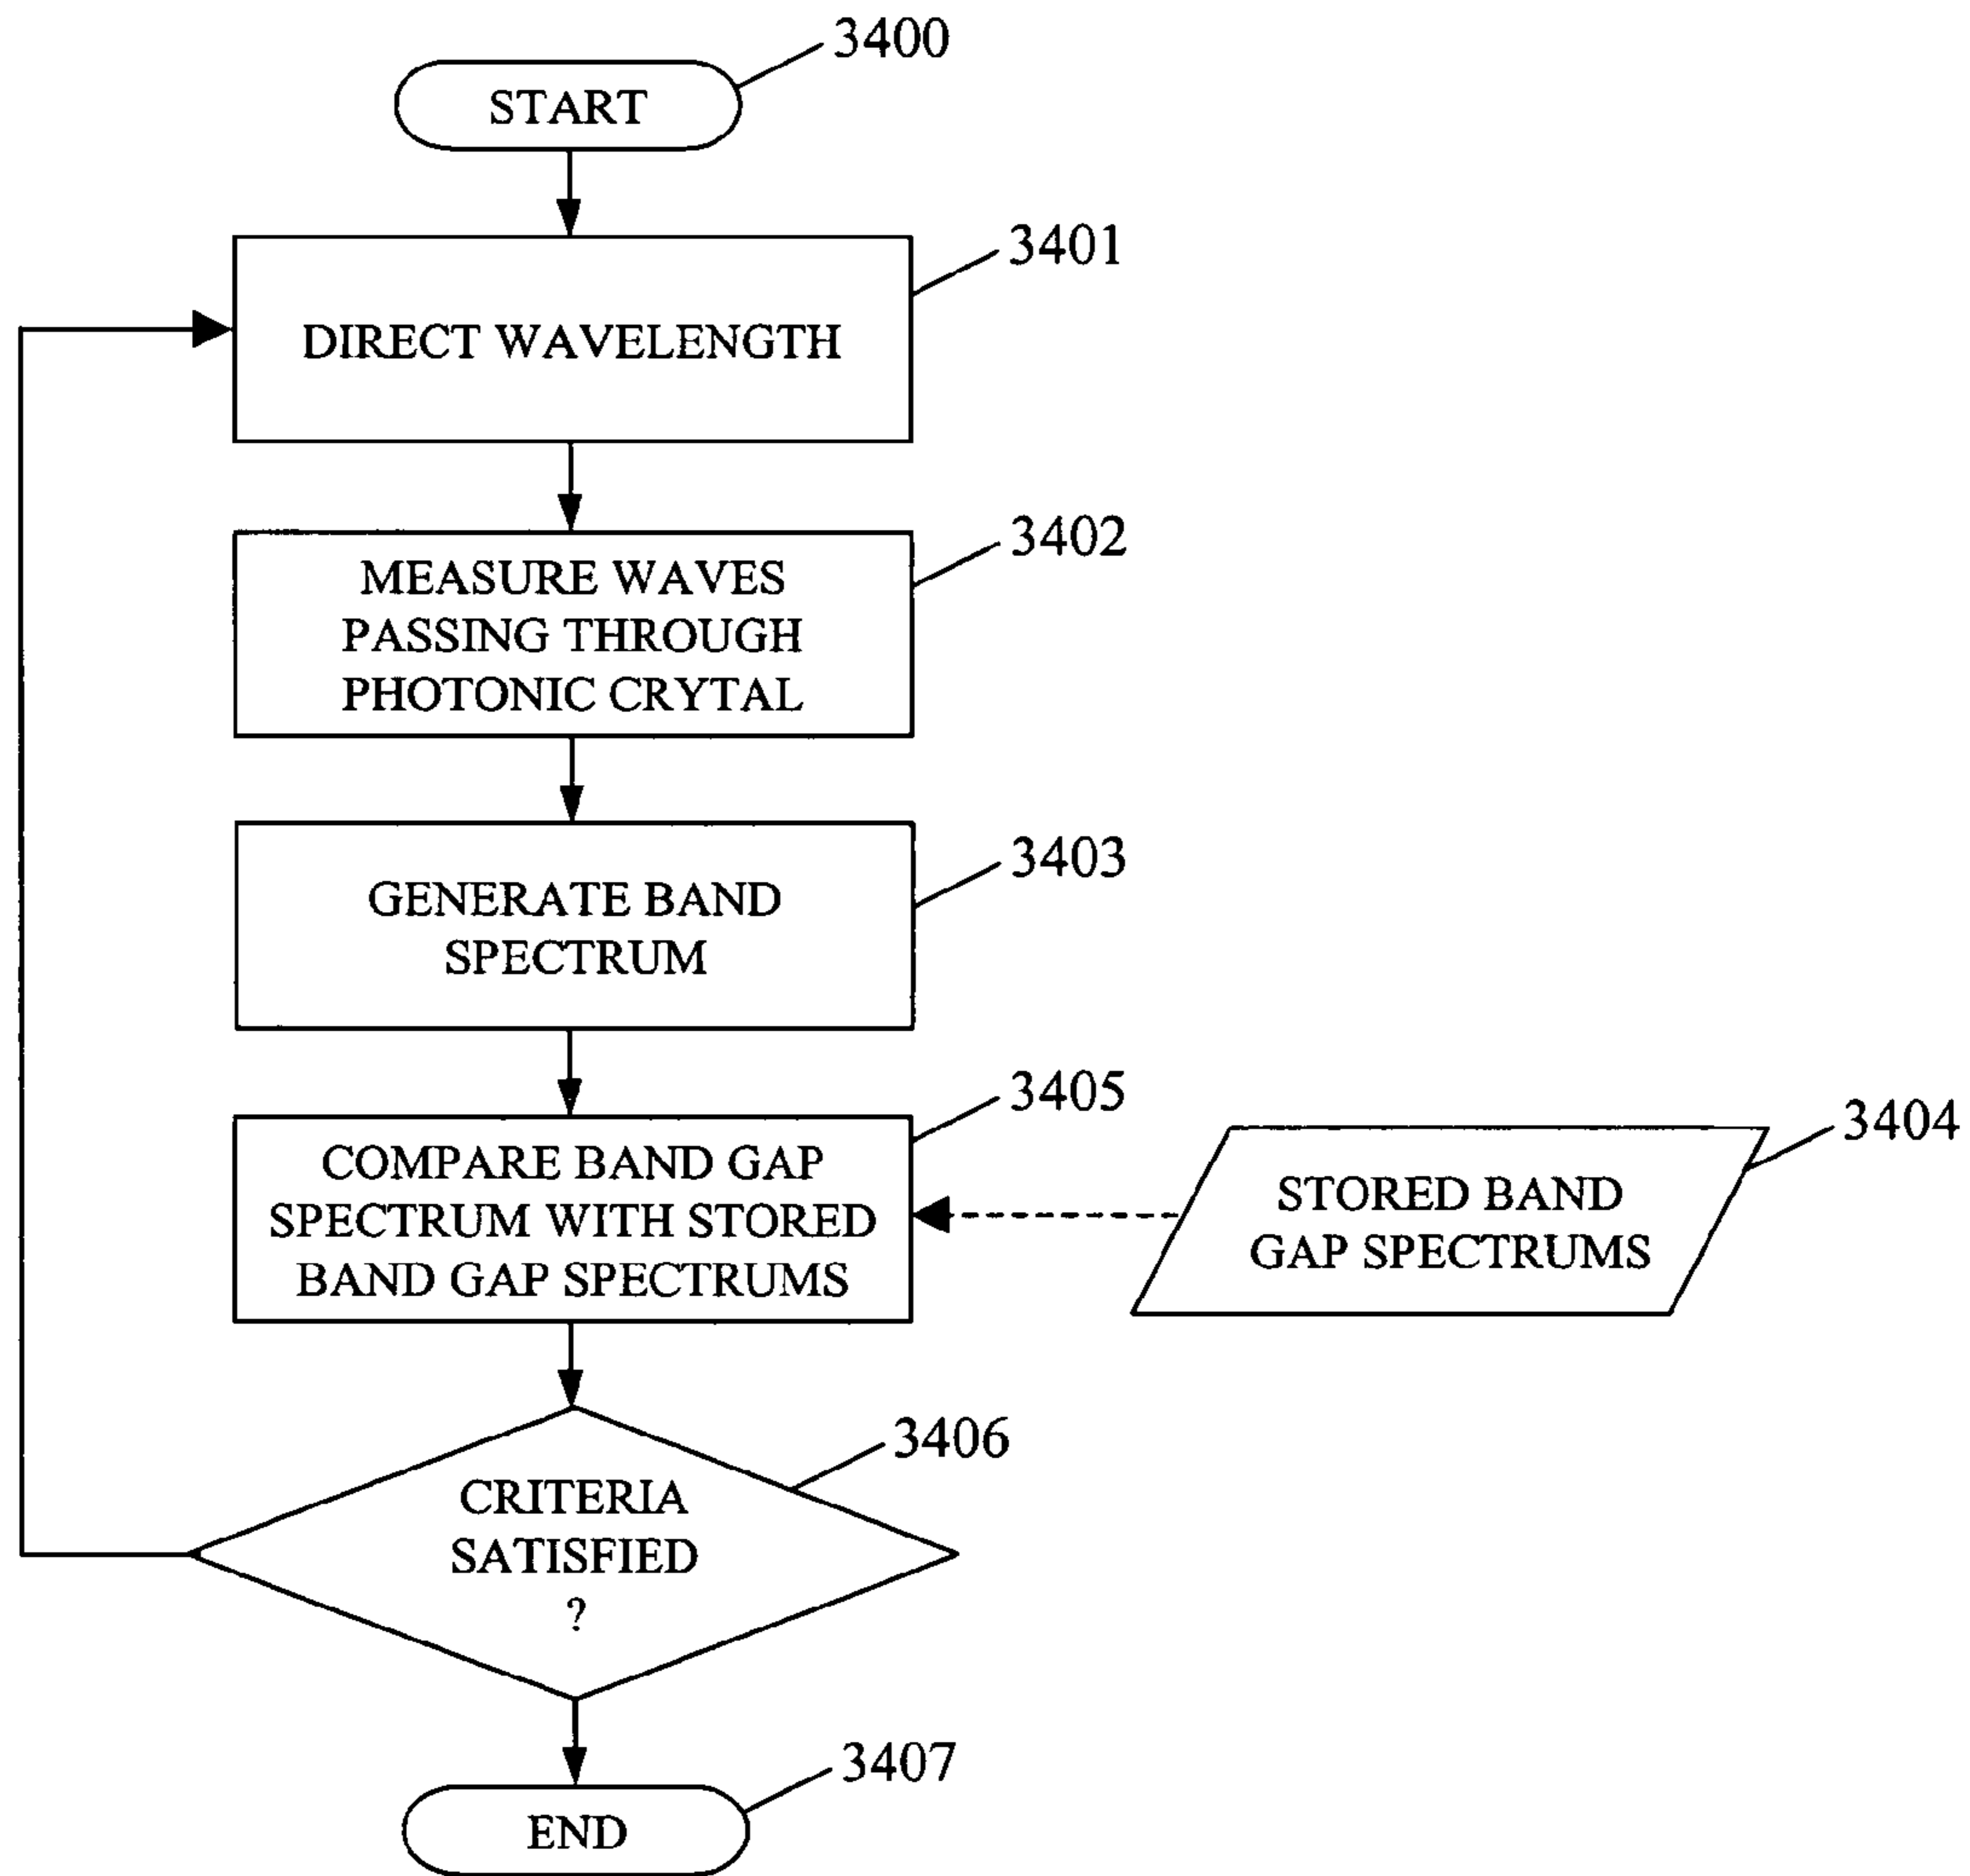 3400
START
3401
DIRECT WAVELENGTH
3402
MEASURE WAVES
PASSING THROUGH
PHOTONIC CRYTAL
3403
GENERATE BAND
SPECTRUM
3405
COMPARE BAND GAP
SPECTRUM WITH STORED
BAND GAP SPECTRUMS
3404
STORED BAND
GAP SPECTRUMS
3406
CRITERIA
SATISFIED
?
3407
END